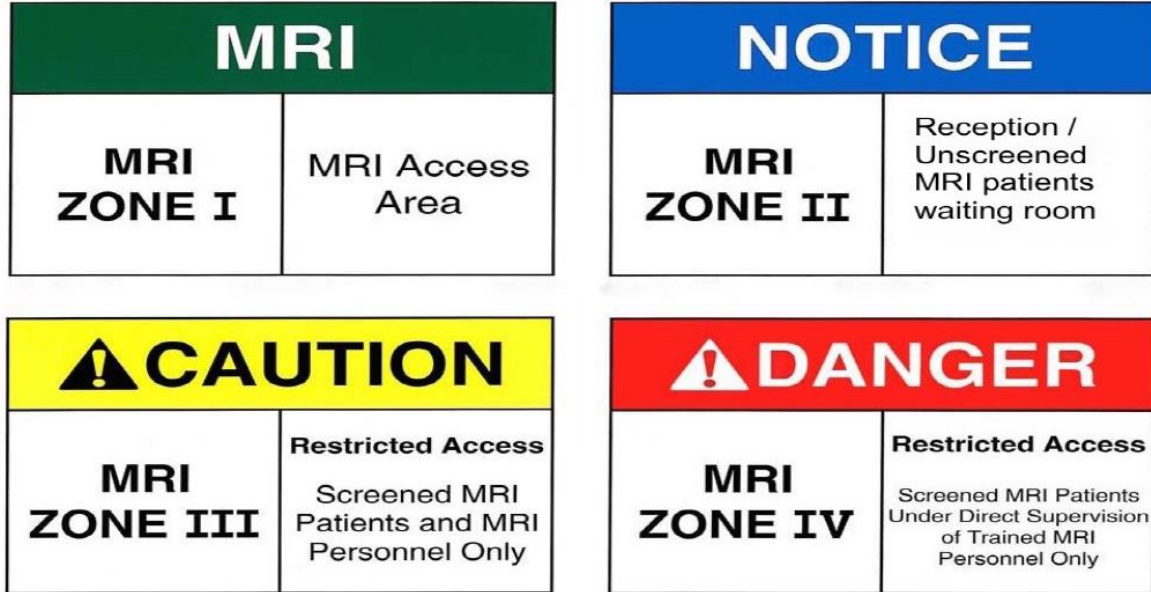 MRI
MRI
ZONE I
MRI Access
Area
NOTICE
MRI
ZONE II
Reception /
Unscreened
MRI patients
waiting room
CAUTION
MRI
ZONE III
Restricted Access
Screened MRI
Patients and MRI
Personnel Only
DANGER
MRI
ZONE IV
Restricted Access
Screened MRI Patients
Under Direct Supervision
of Trained MRI
Personnel Only